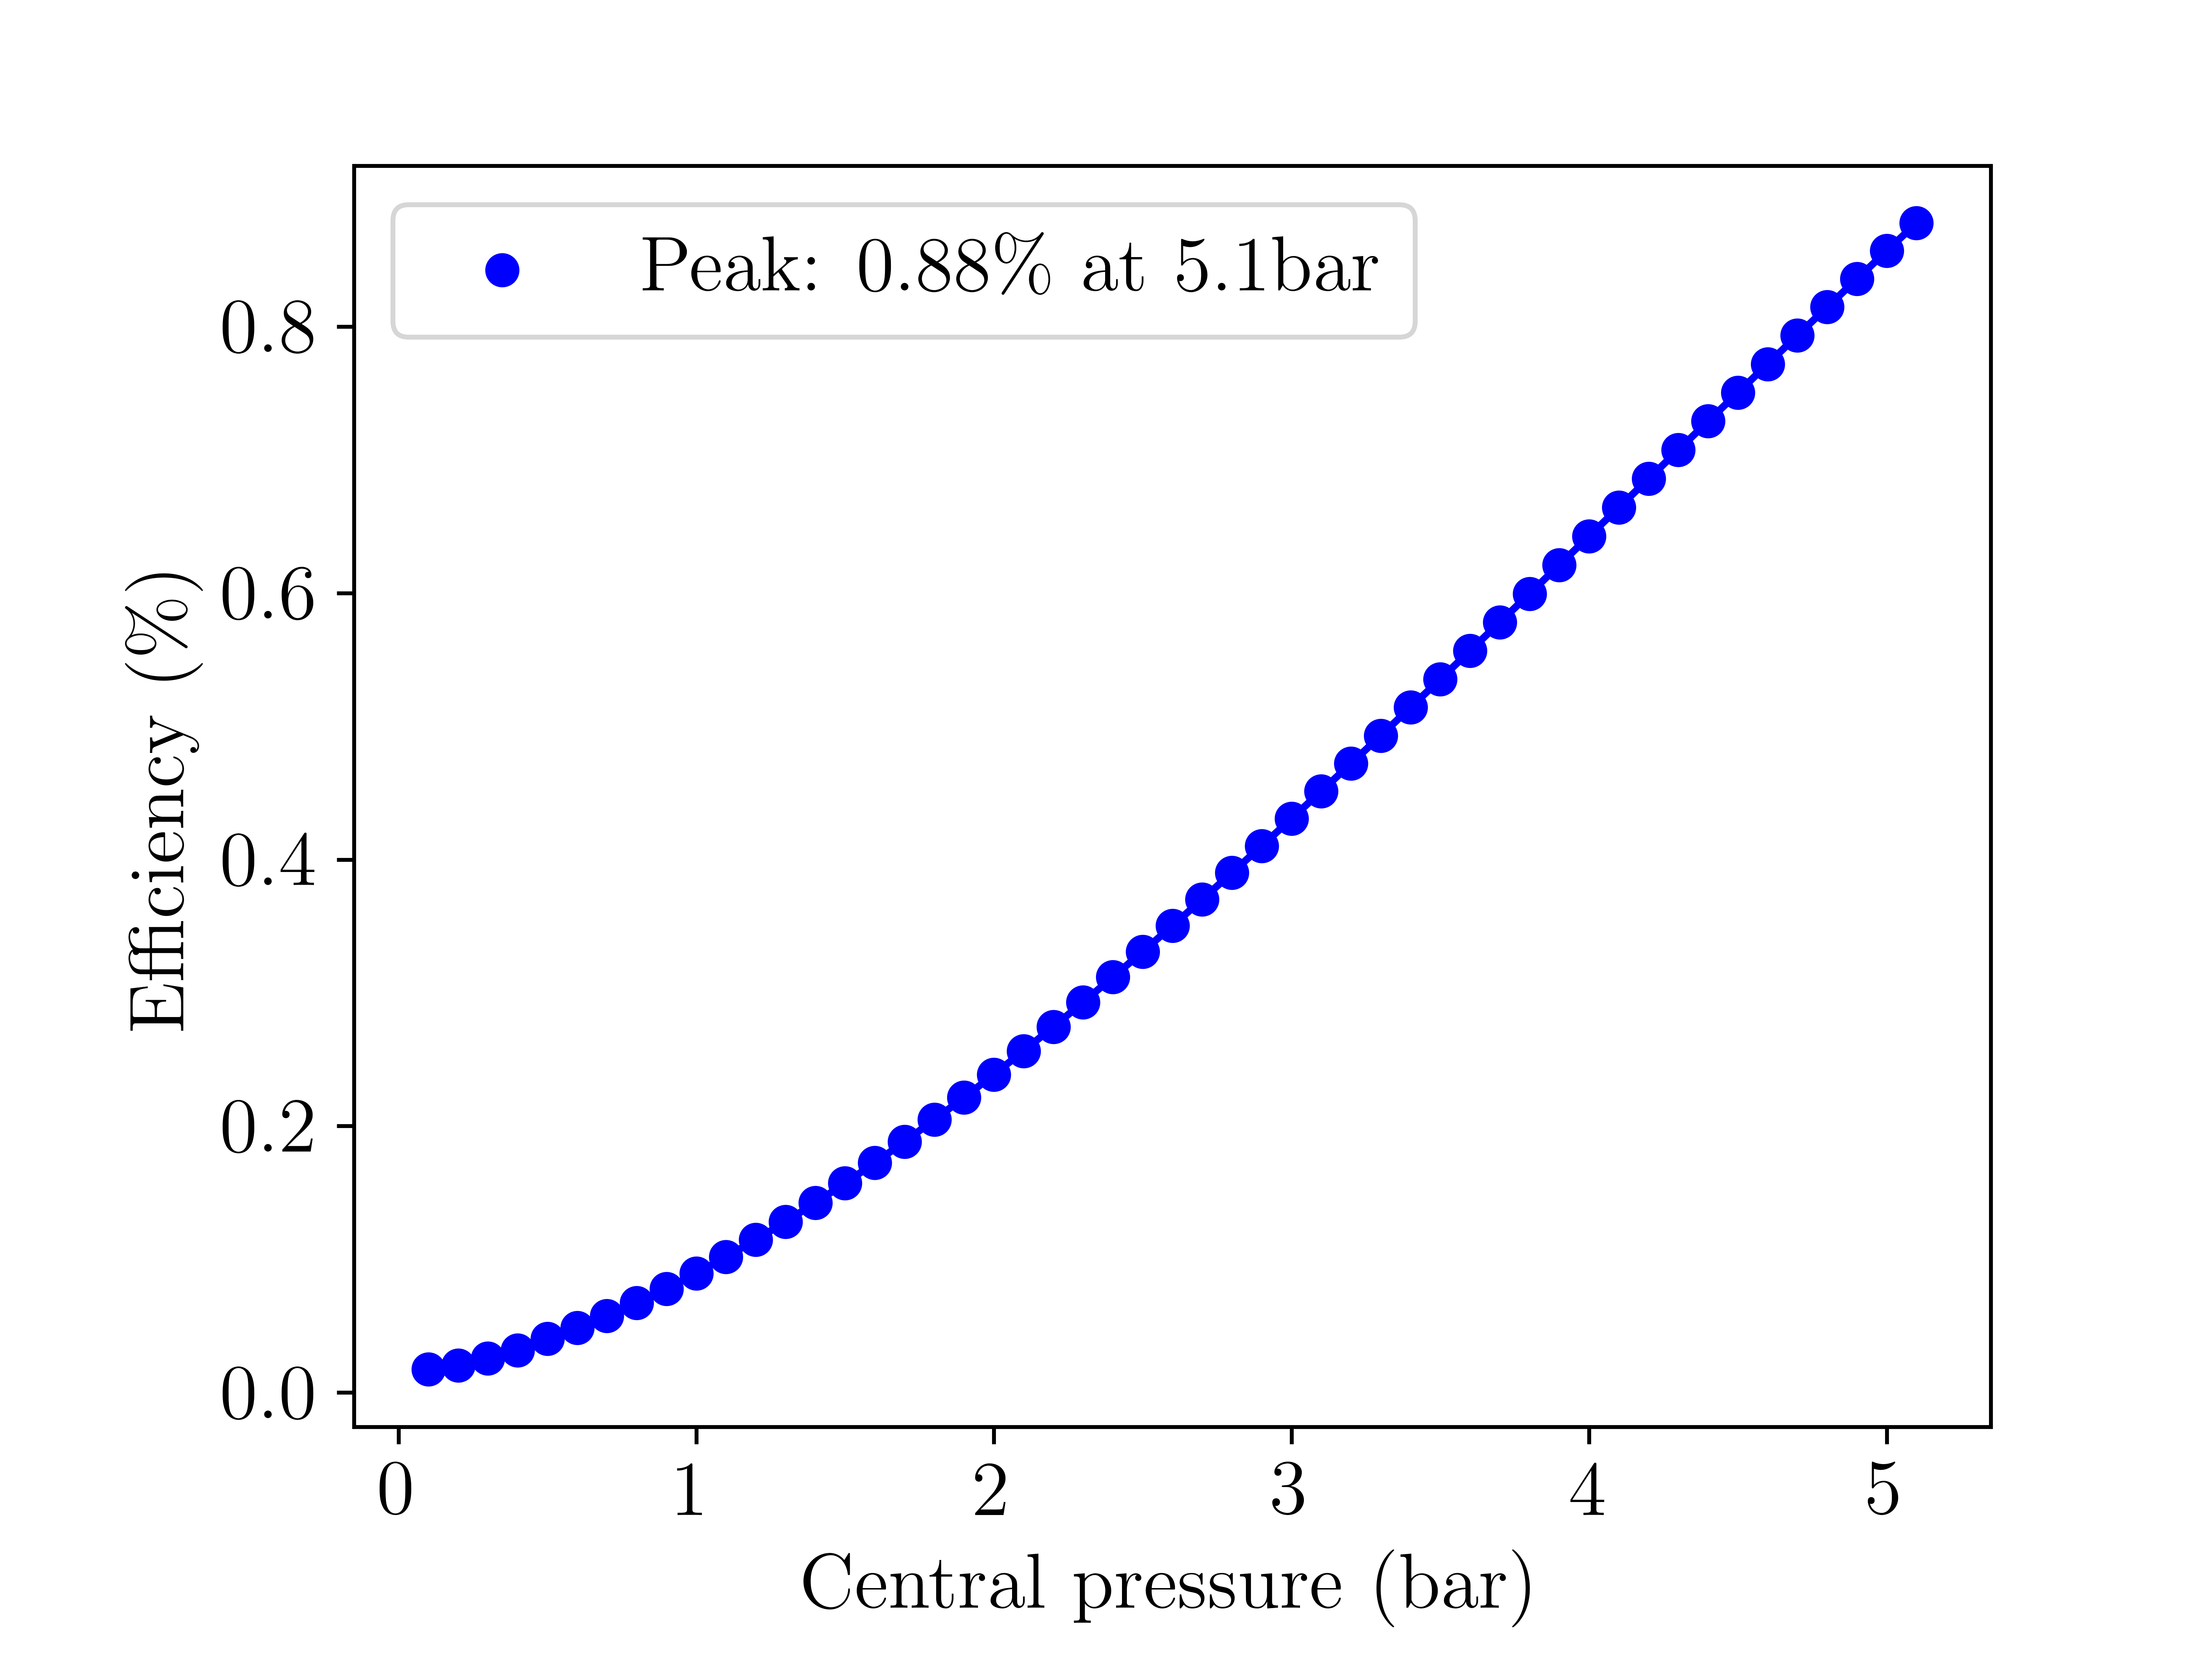 Peak: 0.88% at 5.1bar
Efficiency (%)
0.8
0.6
0.4
0.2
0.0
0 1 2 3 4 5
Central pressure (bar)